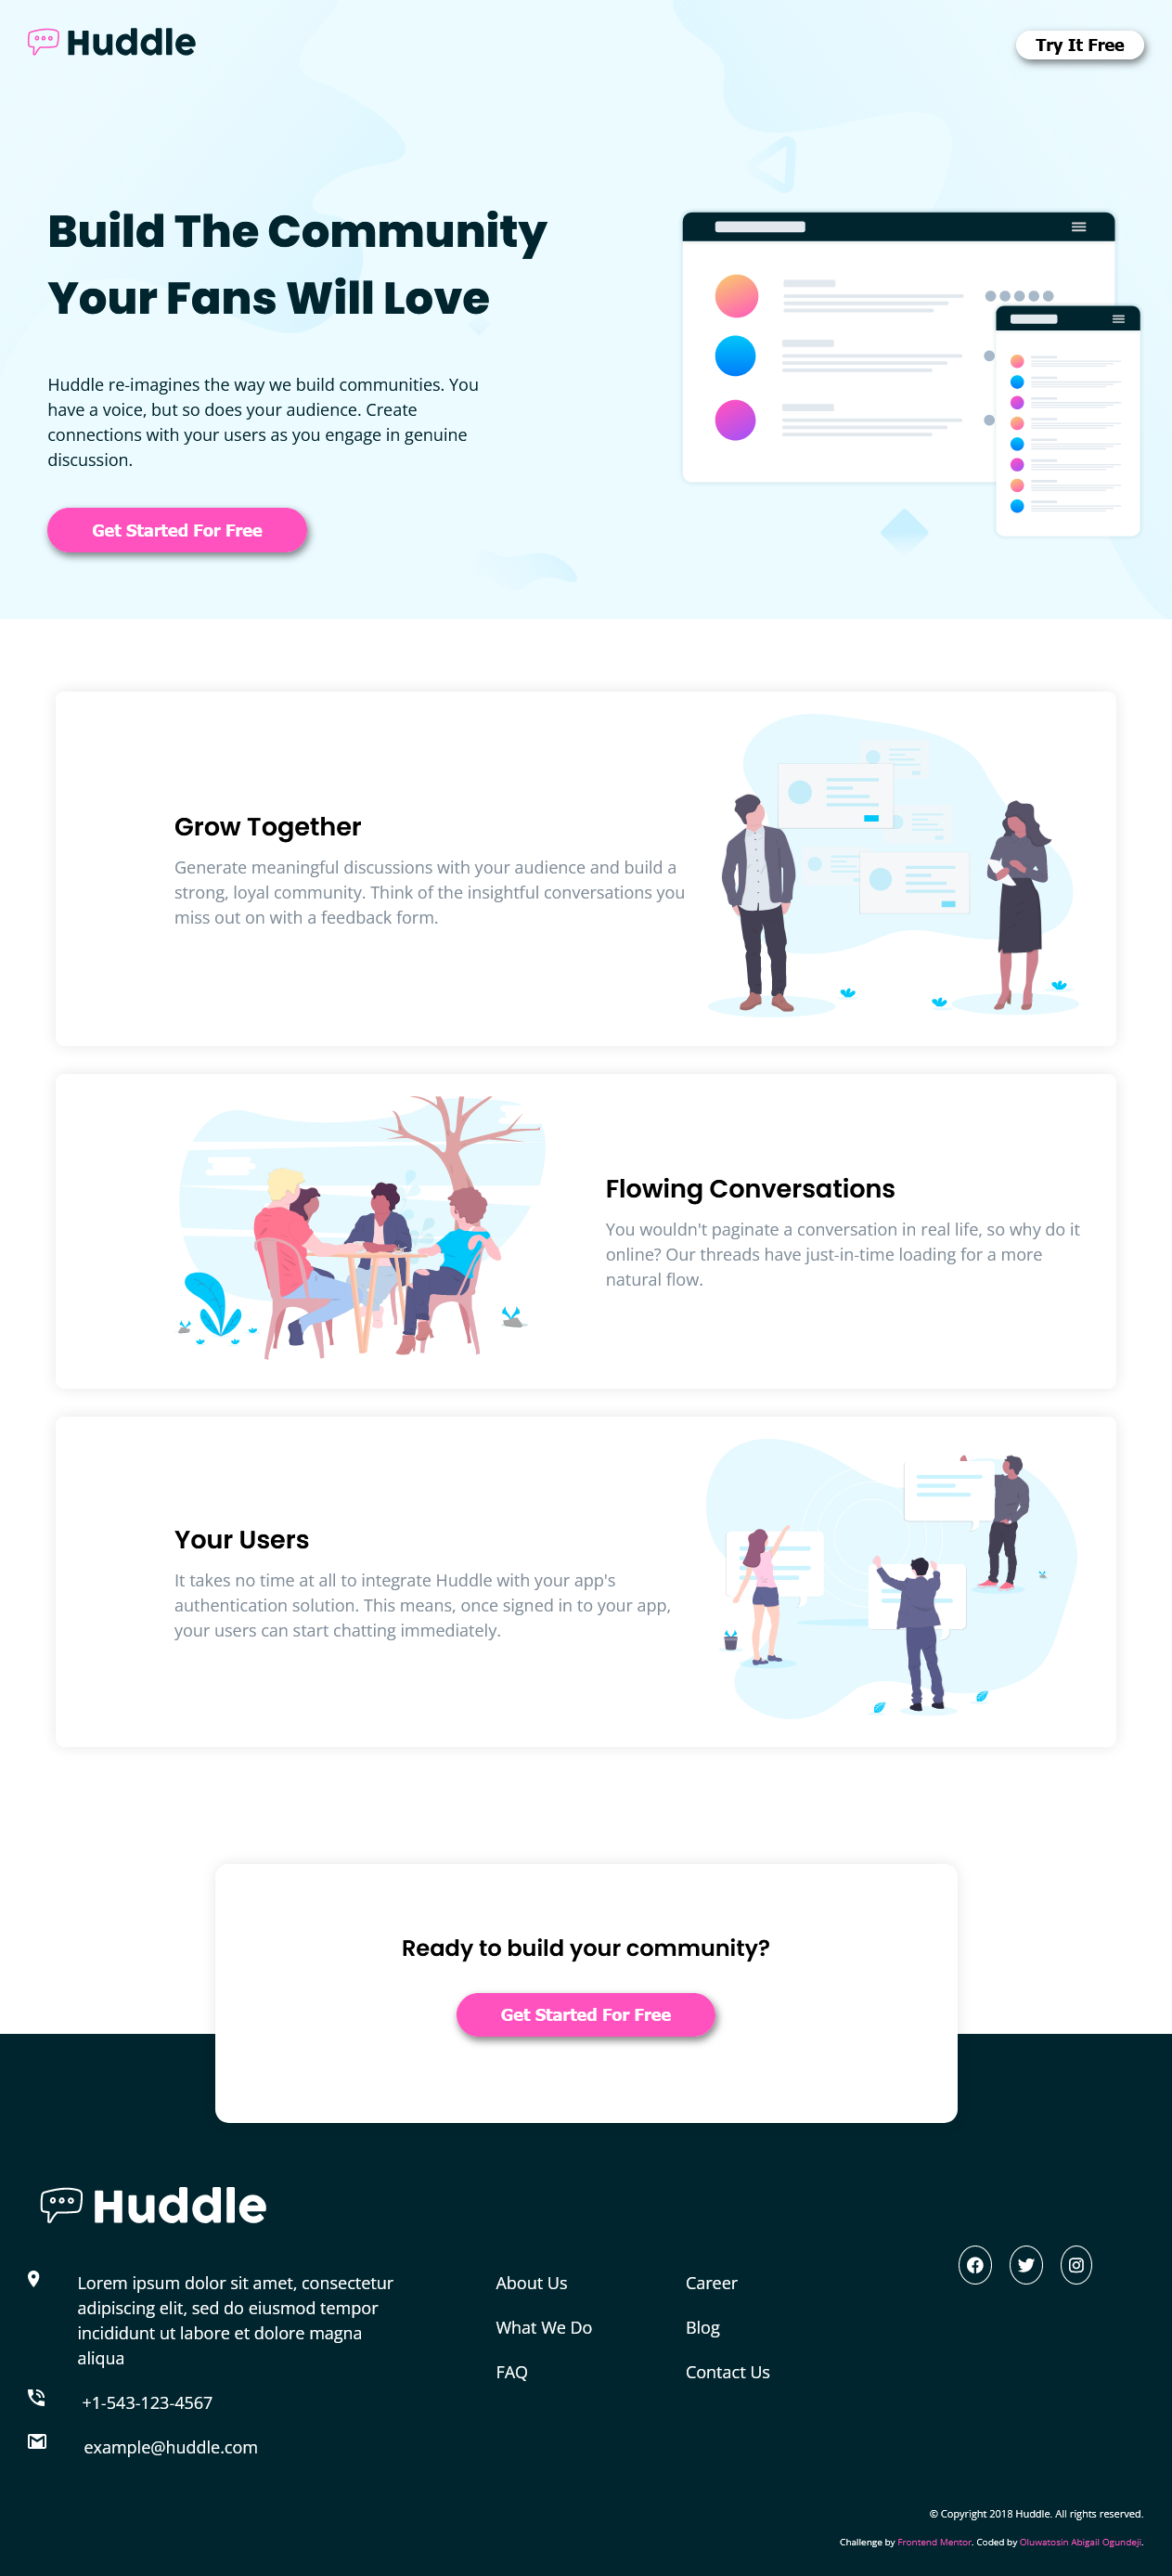 Huddle
Try It Free
Build The Community
Your Fans Will Love
Huddle re-imagines the way we build communities. You
have a voice, but so does your audience. Create
connections with your users as you engage in genuine
discussion.
Get Started For Free
Grow Together
Generate meaningful discussions with your audience and build a
strong, loyal community. Think of the insightful conversations you
miss out on with a feedback form.
Flowing Conversations
You wouldn't paginate a conversation in real life, so why do it
online? Our threads have just-in-time loading for a more
natural flow.
Your Users
It takes no time at all to integrate Huddle with your app's
authentication solution. This means, once signed in to your app,
your users can start chatting immediately.
Ready to build your community?
Get Started For Free
Huddle
Lorem ipsum dolor sit amet, consectetur
adipiscing elit, sed do eiusmod tempor
incididunt ut labore et dolore magna
aliqua
+1-543-123-4567
example@huddle.com
About Us
What We Do
FAQ
Career
Blog
Contact Us
© Copyright 2018 Huddle. All rights reserved.
Challenge by Frontend Mentor. Coded by Oluwatosin Abigail Ogundeji.